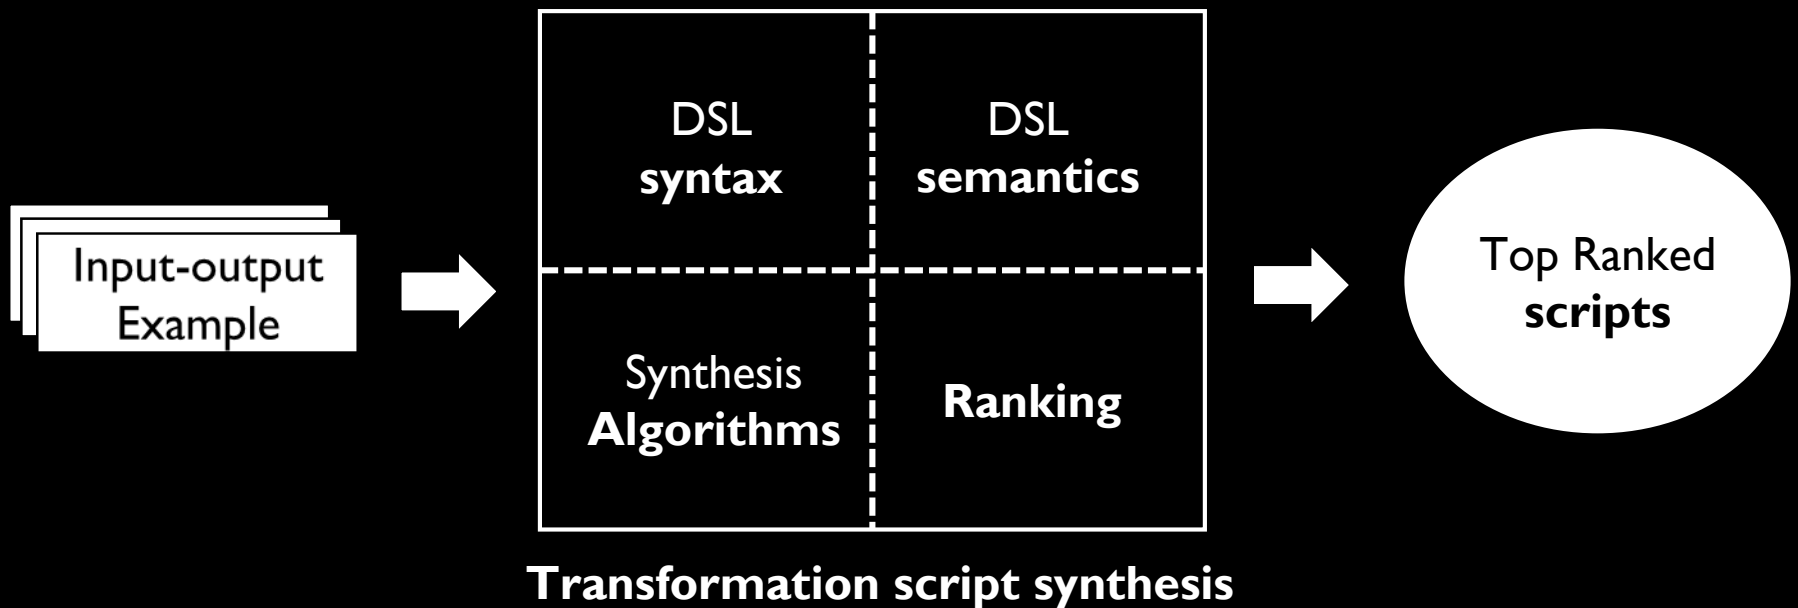 Input-output
Example
DSL
syntax
DSL
semantics
Synthesis
Algorithms
Ranking
Transformation script synthesis
Top Ranked
scripts